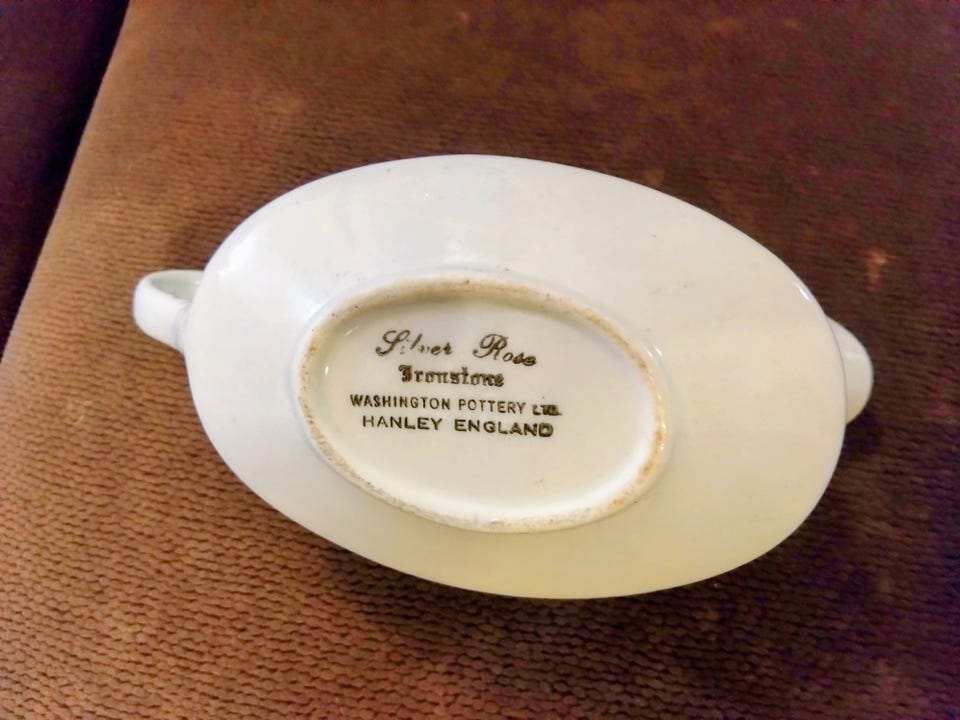 Silver Rose
Ironstone
WASHINGTON POTTERY LTD.
HANLEY ENGLAND